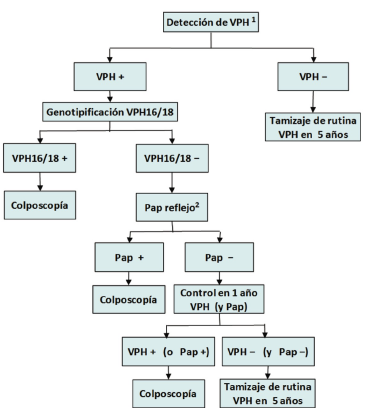 Detección de VPH 1
VPH +
VPH −
Genotipificación VPH16/18
Tamizaje de rutina
VPH en 5 años
VPH16/18 +
VPH16/18 −
Colposcopía
Pap reflejo2
Pap +
Pap −
Colposcopía
Control en 1 año
VPH (y Pap)
VPH + (o Pap +)
VPH − (y Pap −)
Colposcopía
Tamizaje de rutina
VPH en 5 años